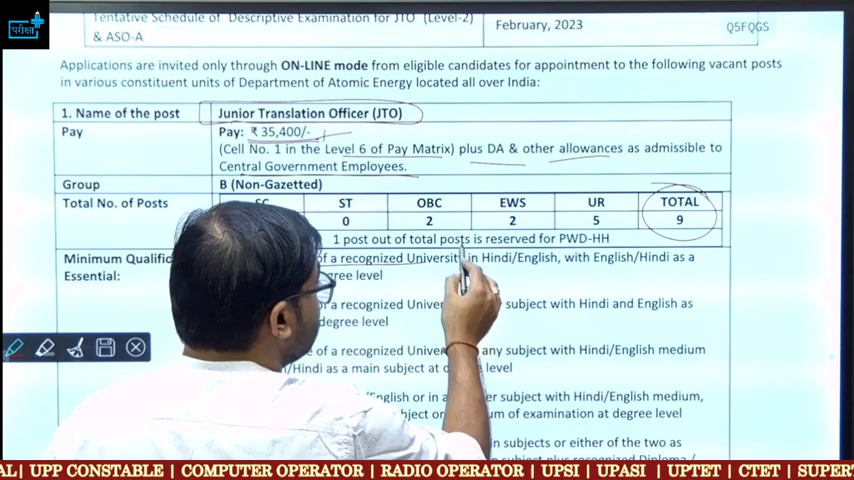 परीक्षा
Tentative Schedule of Descriptive Examination for JTO (Level-2)
& ASO-A
February, 2023
Q5FQGS
Applications are invited only through ON-LINE mode from eligible candidates for appointment to the following vacant posts
in various constituent units of Department of Atomic Energy located all over India:
1. Name of the post Junior Translation Officer (JTO)
Pay Pay: ₹ 35,400/-
(Cell No. 1 in the Level 6 of Pay Matrix) plus DA & other allowances as admissible to
Central Government Employees.
Group B (Non-Gazetted)
Total No. of Posts SC ST OBC EWS UR TOTAL
0 2 2 5 9
1 post out of total posts is reserved for PWD-HH
Minimum of a recognized University in Hindi/English, with English/Hindi as a
Essential: degree level
of a recognized subject with Hindi and English as
degree level
of a recognized any subject with Hindi/English medium
/Hindi as a main subject at level
/English or in subject with Hindi medium,
of examination at degree level
in subjects or either of the two as
subject plus recognized Diploma /
| UPP CONSTABLE | COMPUTER OPERATOR | RADIO OPERATOR | UPSI | UPASI | UPTET | CTET |